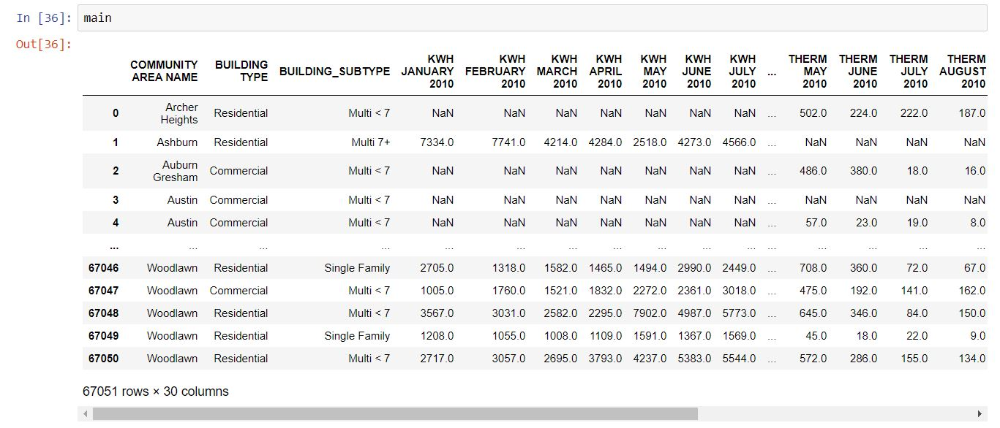 In [36]: main
Out[36]:
COMMUNITY AREA NAME BUILDING TYPE BUILDING_SUBTYPE KWH JANUARY 2010 KWH FEBRUARY 2010 KWH MARCH 2010 KWH APRIL 2010 KWH MAY 2010 KWH JUNE 2010 KWH JULY 2010 ... THERM MAY 2010 THERM JUNE 2010 THERM JULY 2010 THERM AUGUST 2010
0 Archer Heights Residential Multi < 7 NaN NaN NaN NaN NaN NaN NaN ... 502.0 224.0 222.0 187.0
1 Ashburn Residential Multi 7+ 7334.0 7741.0 4214.0 4284.0 2518.0 4273.0 4566.0 ... NaN NaN NaN NaN
2 Auburn Gresham Commercial Multi < 7 NaN NaN NaN NaN NaN NaN NaN ... 486.0 380.0 18.0 16.0
3 Austin Commercial Multi < 7 NaN NaN NaN NaN NaN NaN NaN ... NaN NaN NaN NaN
4 Austin Commercial Multi < 7 NaN NaN NaN NaN NaN NaN NaN ... 57.0 23.0 19.0 8.0
... ... ... ... ... ... ... ... ... ... ... ... ... ... ... ...
67046 Woodlawn Residential Single Family 2705.0 1318.0 1582.0 1465.0 1494.0 2990.0 2449.0 ... 708.0 360.0 72.0 67.0
67047 Woodlawn Commercial Multi < 7 1005.0 1760.0 1521.0 1832.0 2272.0 2361.0 3018.0 ... 475.0 192.0 141.0 162.0
67048 Woodlawn Residential Multi < 7 3567.0 3031.0 2582.0 2295.0 7902.0 4987.0 5773.0 ... 645.0 346.0 84.0 150.0
67049 Woodlawn Residential Single Family 1208.0 1055.0 1008.0 1109.0 1591.0 1367.0 1569.0 ... 45.0 18.0 22.0 9.0
67050 Woodlawn Residential Multi < 7 2717.0 3057.0 2695.0 3793.0 4237.0 5383.0 5544.0 ... 572.0 286.0 155.0 134.0
67051 rows × 30 columns